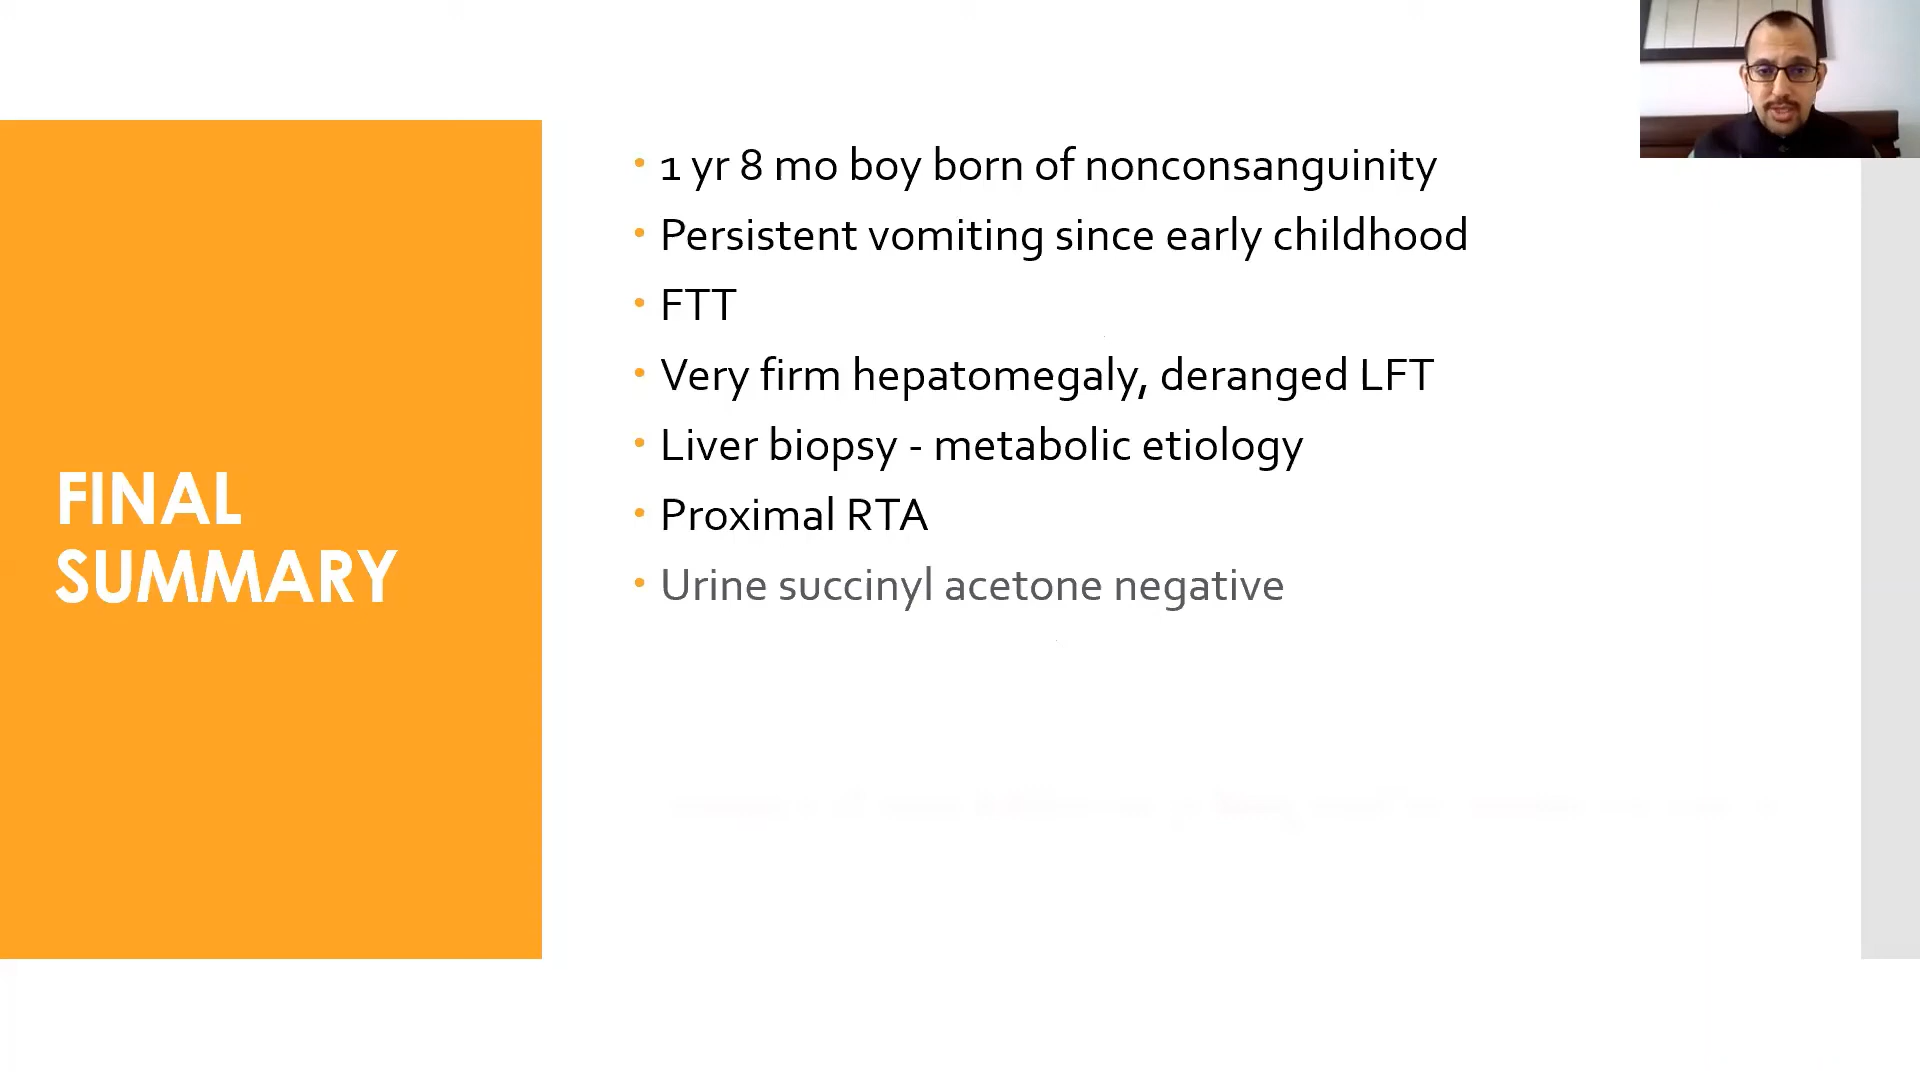 FINAL
SUMMARY
• 1 yr 8 mo boy born of nonconsanguinity
• Persistent vomiting since early childhood
• FTT
• Very firm hepatomegaly, deranged LFT
• Liver biopsy - metabolic etiology
• Proximal RTA
• Urine succinyl acetone negative